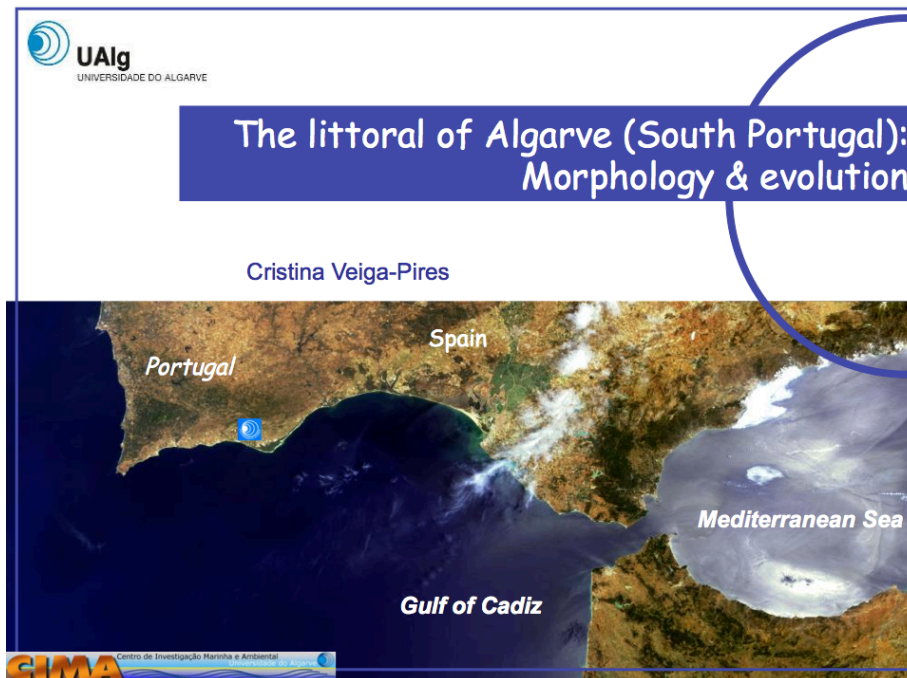 UAlg
UNIVERSIDADE DO ALGARVE
The littoral of Algarve (South Portugal):
Morphology & evolution
Cristina Veiga-Pires
Spain
Portugal
Mediterranean Sea
Gulf of Cadiz
CIMA
Centro de Investigação Marinha e Ambiental
Universidade do Algarve